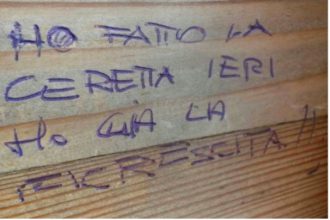 HO FATTO LA
CERETTA IERI
Ho GIA LA
RICRESCITA!!